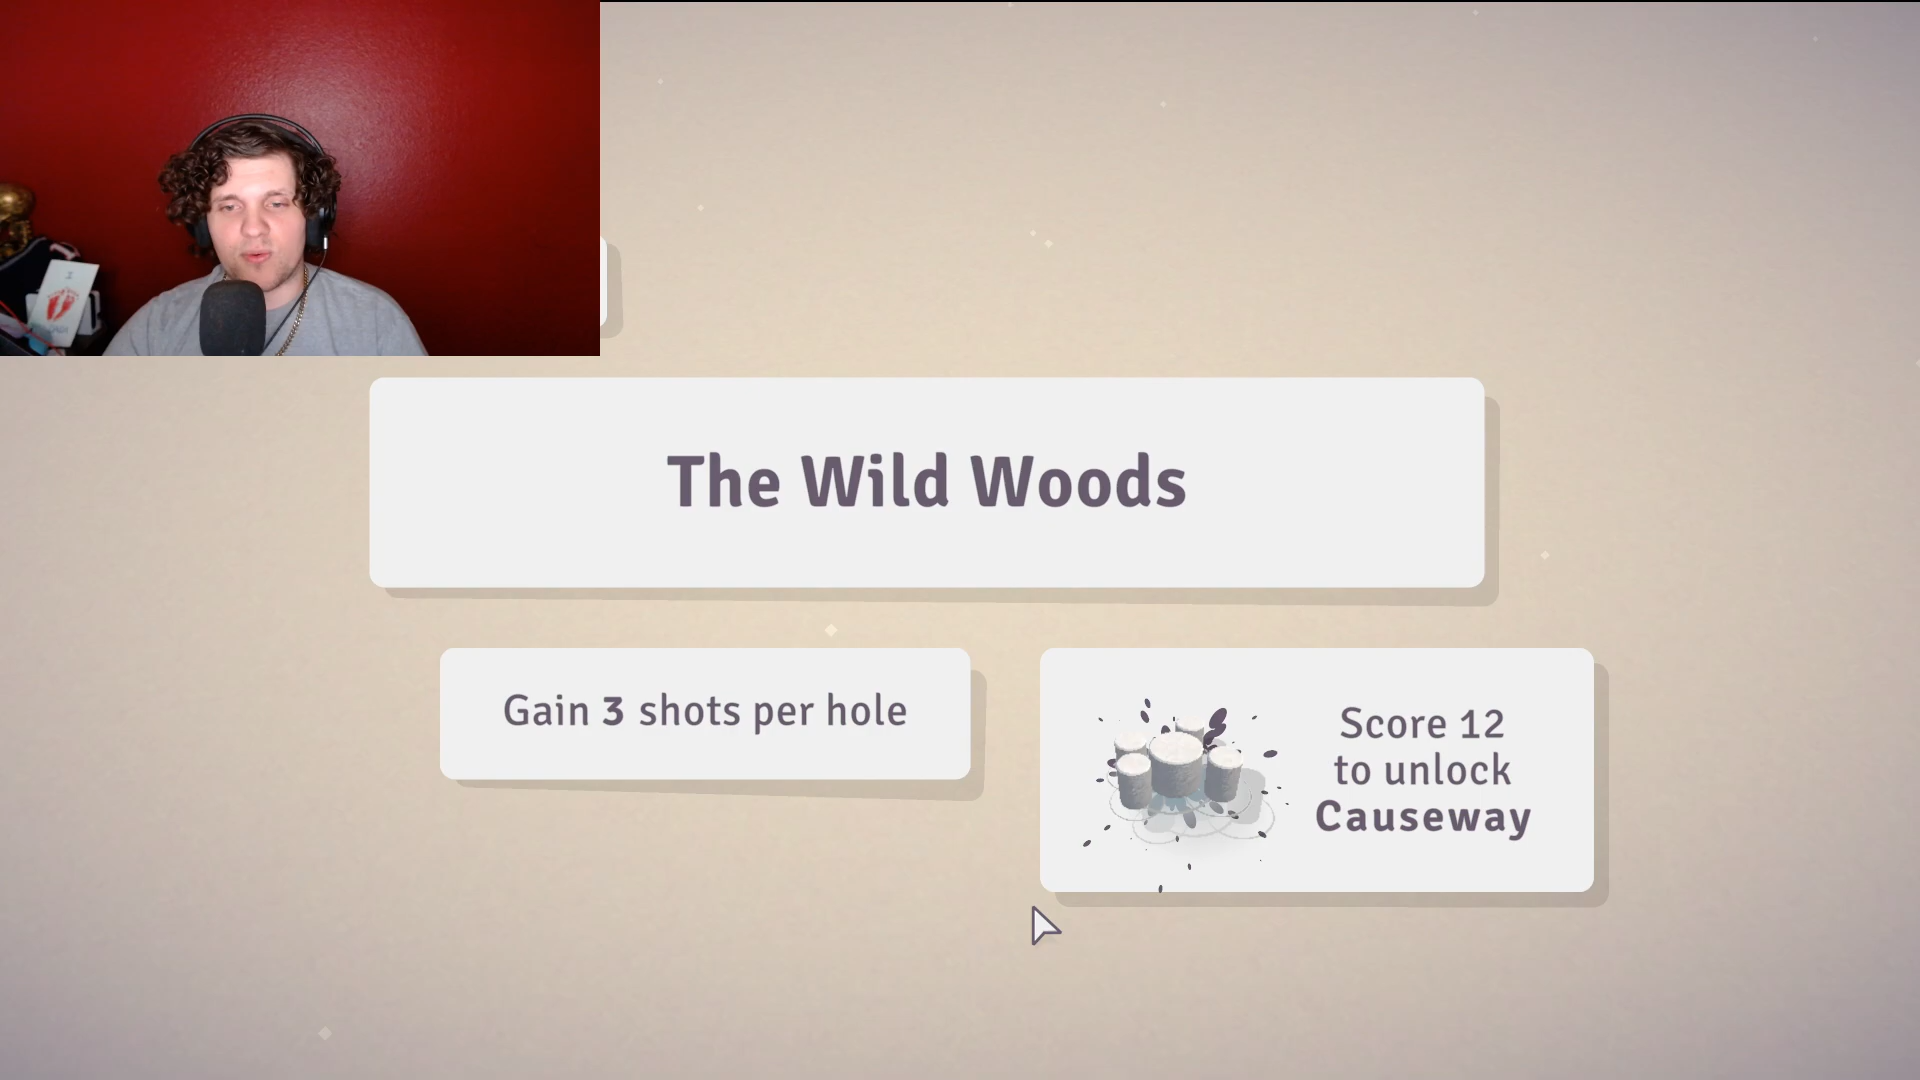 The Wild Woods
Gain 3 shots per hole
Score 12
to unlock
Causeway